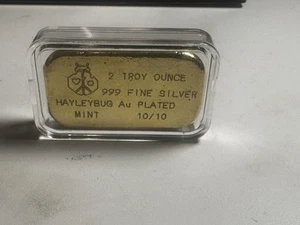 2 TROY OUNCE
.999 FINE SILVER
HAYLEYBUG Au PLATED
MINT 10/10